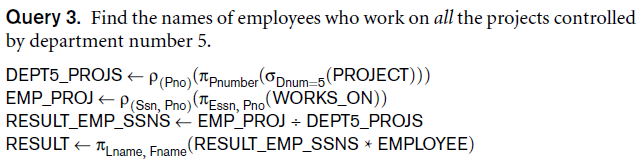 Query 3. Find the names of employees who work on all the projects controlled
by department number 5.
DEPT5_PROJS ← ρ(Pno)(πPnumber(σDnum=5(PROJECT)))
EMP_PROJ ← ρ(Ssn, Pno)(πEssn, Pno(WORKS_ON))
RESULT_EMP_SSNS ← EMP_PROJ ÷ DEPT5_PROJS
RESULT ← πLname, Fname(RESULT_EMP_SSNS * EMPLOYEE)